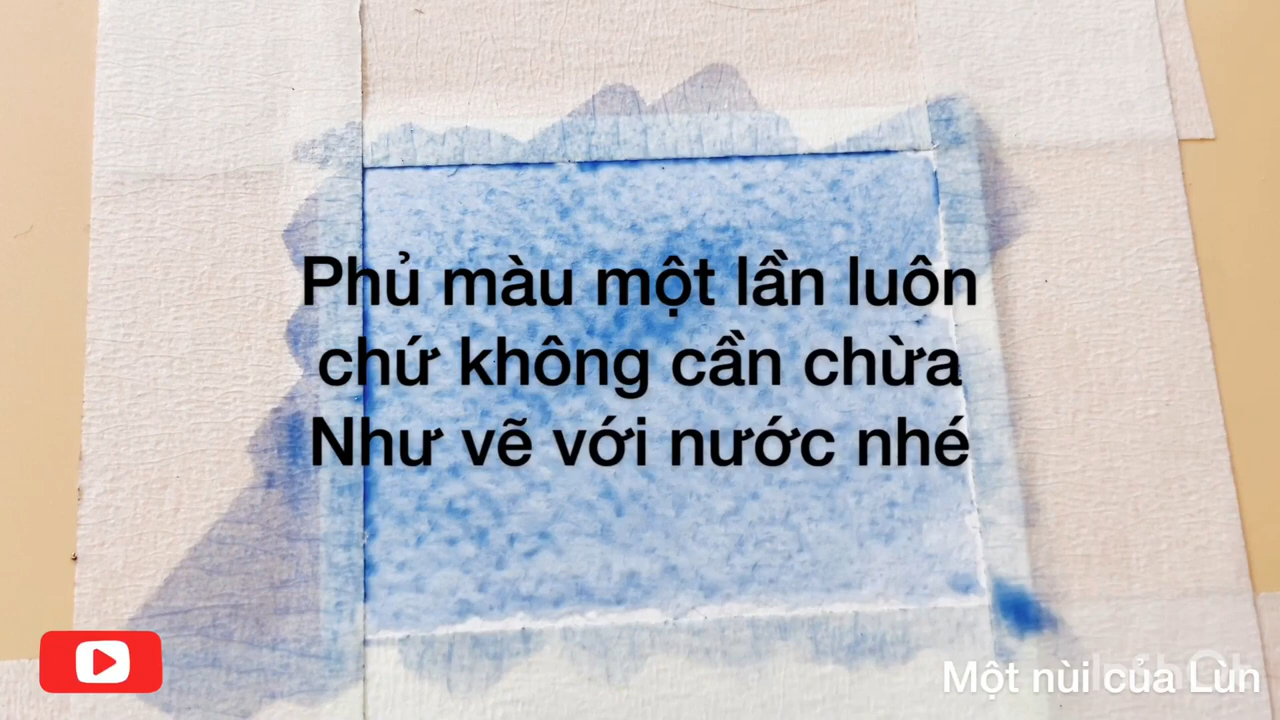 Phủ màu một lần luôn
chứ không cần chừa
Như vẽ với nước nhé
Một nùi của Lùn